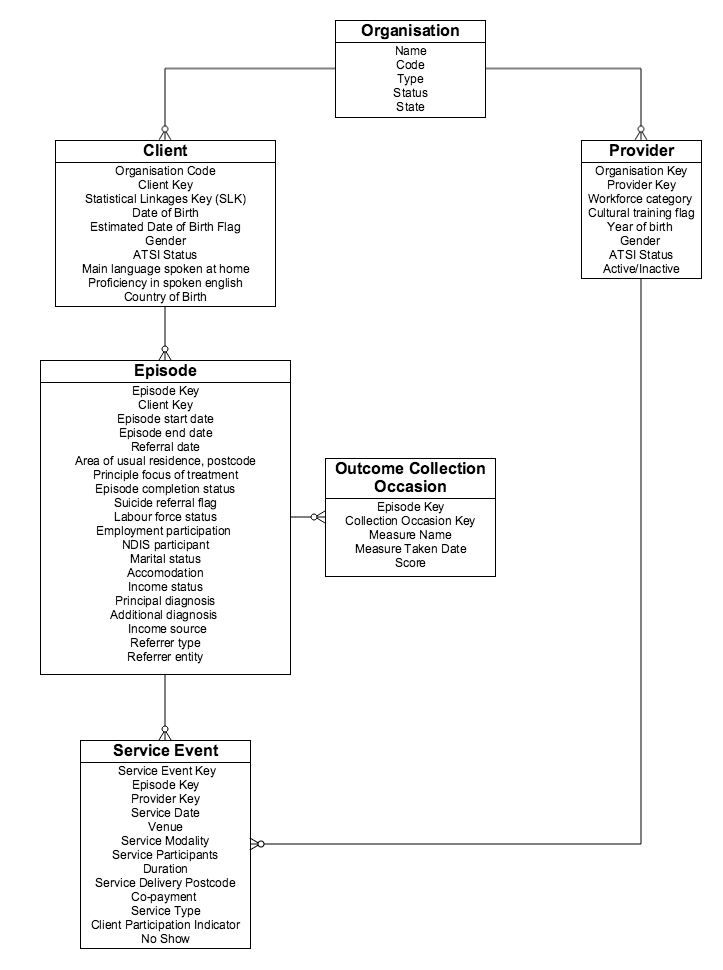 Organisation
Name
Code
Type
Status
State
Client
Organisation Code
Client Key
Statistical Linkages Key (SLK)
Date of Birth
Estimated Date of Birth Flag
Gender
ATSI Status
Main language spoken at home
Proficiency in spoken english
Country of Birth
Provider
Organisation Key
Provider Key
Workforce category
Cultural training flag
Year of birth
Gender
ATSI Status
Active/Inactive
Episode
Episode Key
Client Key
Episode start date
Episode end date
Referral date
Area of usual residence, postcode
Principle focus of treatment
Episode completion status
Suicide referral flag
Labour force status
Employment participation
NDIS participant
Marital status
Accomodation
Income status
Principal diagnosis
Additional diagnosis
Income source
Referrer type
Referrer entity
Outcome Collection
Occasion
Episode Key
Collection Occasion Key
Measure Name
Measure Taken Date
Score
Service Event
Service Event Key
Episode Key
Provider Key
Service Date
Venue
Service Modality
Service Participants
Duration
Service Delivery Postcode
Co-payment
Service Type
Client Participation Indicator
No Show